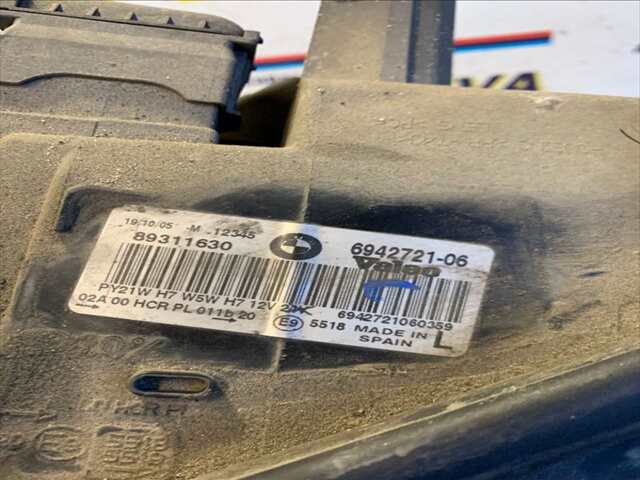 19/10/05 -M -12345
89311630
6942721-06
Valeo
PY21W H7 W5W H7 12V
6942721060359
02A 00 HCR PL 011b 20
E9 5518 MADE IN
SPAIN
L